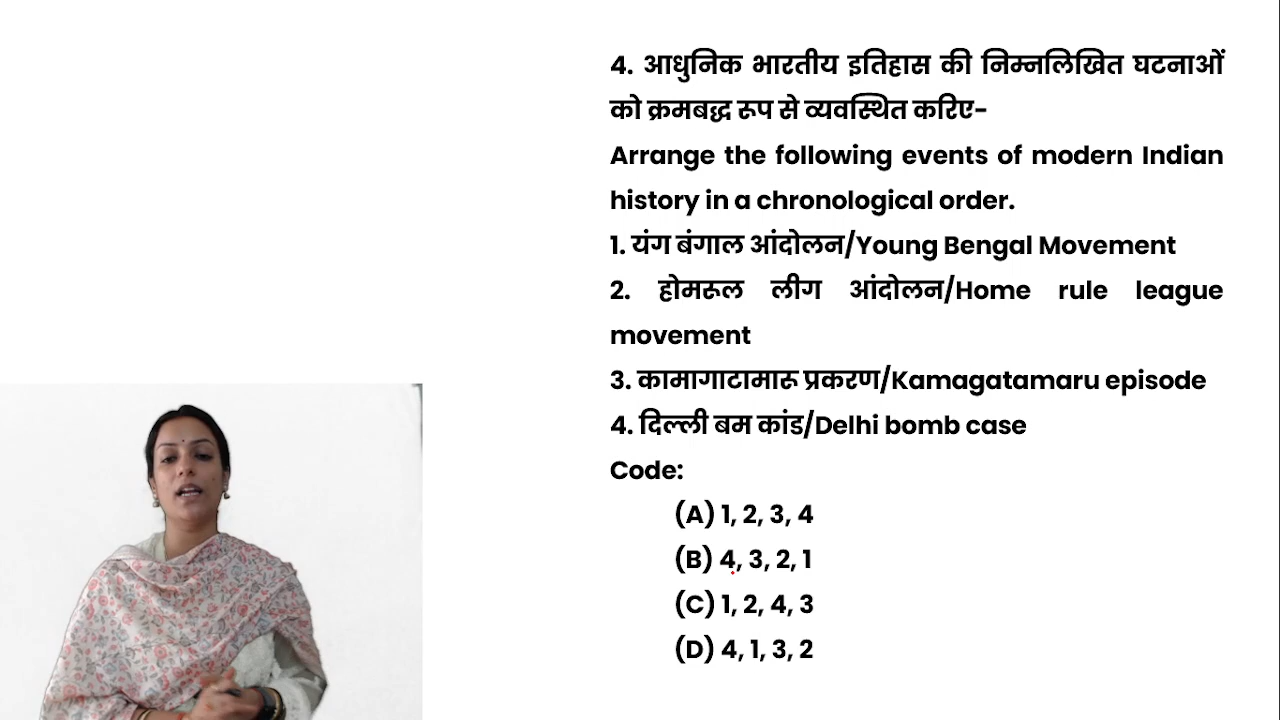 4. आधुनिक भारतीय इतिहास की निम्नलिखित घटनाओं
को क्रमबद्ध रूप से व्यवस्थित करिए-
Arrange the following events of modern Indian
history in a chronological order.
1. यंग बंगाल आंदोलन/Young Bengal Movement
2. होमरूल लीग आंदोलन/Home rule league
movement
3. कामागाटामारू प्रकरण/Kamagatamaru episode
4. दिल्ली बम कांड/Delhi bomb case
Code:
(A) 1, 2, 3, 4
(B) 4, 3, 2, 1
(C) 1, 2, 4, 3
(D) 4, 1, 3, 2